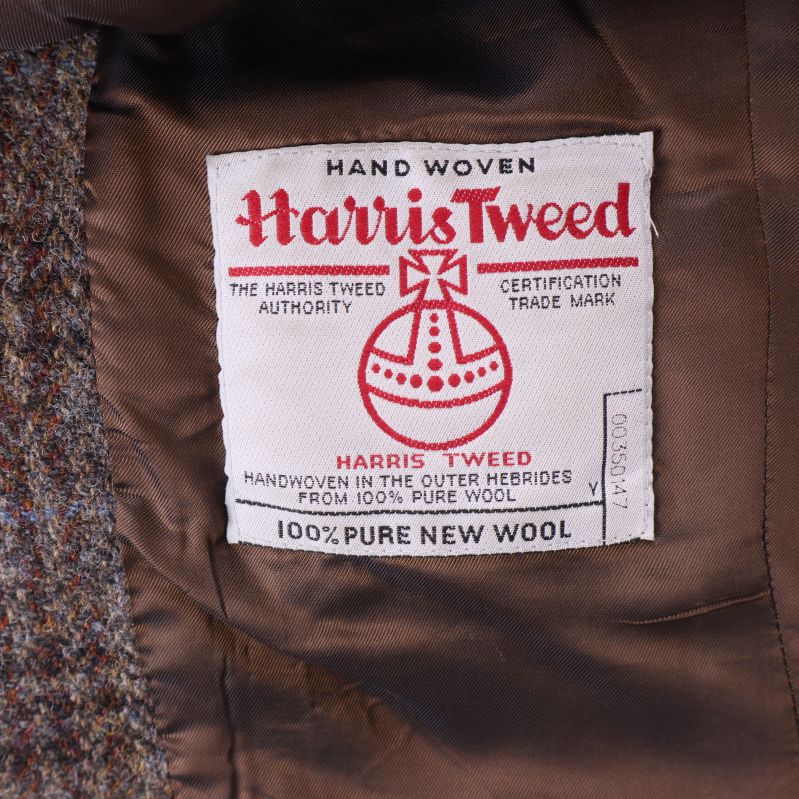 HAND WOVEN
Harris Tweed
THE HARRIS TWEED AUTHORITY
CERTIFICATION TRADE MARK
HARRIS TWEED
HANDWOVEN IN THE OUTER HEBRIDES
FROM 100% PURE WOOL
Y
00350147
100% PURE NEW WOOL